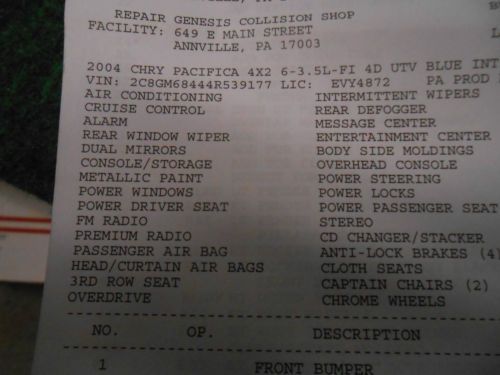 REPAIR GENESIS COLLISION SHOP
FACILITY: 649 E MAIN STREET
ANNVILLE, PA 17003
2004 CHRY PACIFICA 4X2 6-3.5L-FI 4D UTV BLUE INT
VIN: 2C8GM68444R539177 LIC: EVY4872 PA PROD
AIR CONDITIONING INTERMITTENT WIPERS
CRUISE CONTROL REAR DEFOGGER
ALARM MESSAGE CENTER
REAR WINDOW WIPER ENTERTAINMENT CENTER
DUAL MIRRORS BODY SIDE MOLDINGS
CONSOLE/STORAGE OVERHEAD CONSOLE
METALLIC PAINT POWER STEERING
POWER WINDOWS POWER LOCKS
POWER DRIVER SEAT POWER PASSENGER SEAT
FM RADIO STEREO
PREMIUM RADIO CD CHANGER/STACKER
PASSENGER AIR BAG ANTI-LOCK BRAKES (4)
HEAD/CURTAIN AIR BAGS CLOTH SEATS
3RD ROW SEAT CAPTAIN CHAIRS (2)
OVERDRIVE CHROME WHEELS
NO. OP. DESCRIPTION
1 FRONT BUMPER